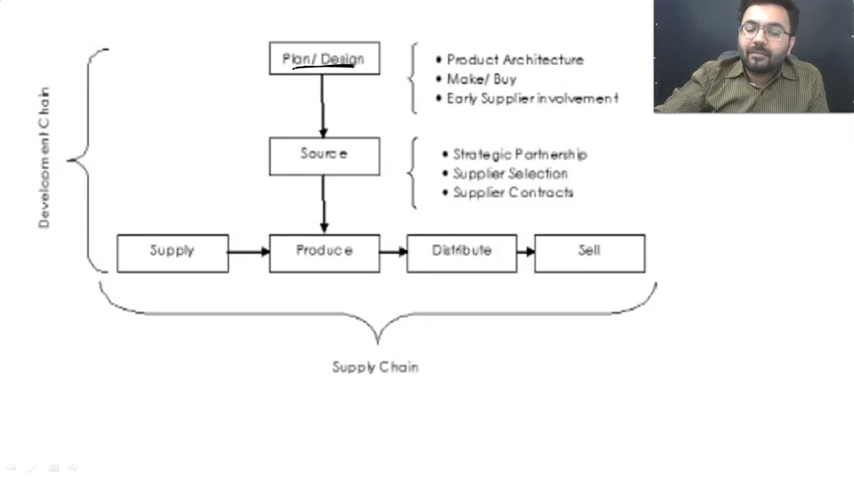 Plan/ Design
• Product Architecture
• Make/ Buy
• Early Supplier involvement
Development Chain
Source
• Strategic Partnership
• Supplier Selection
• Supplier Contracts
Supply
Produce
Distribute
Sell
Supply Chain